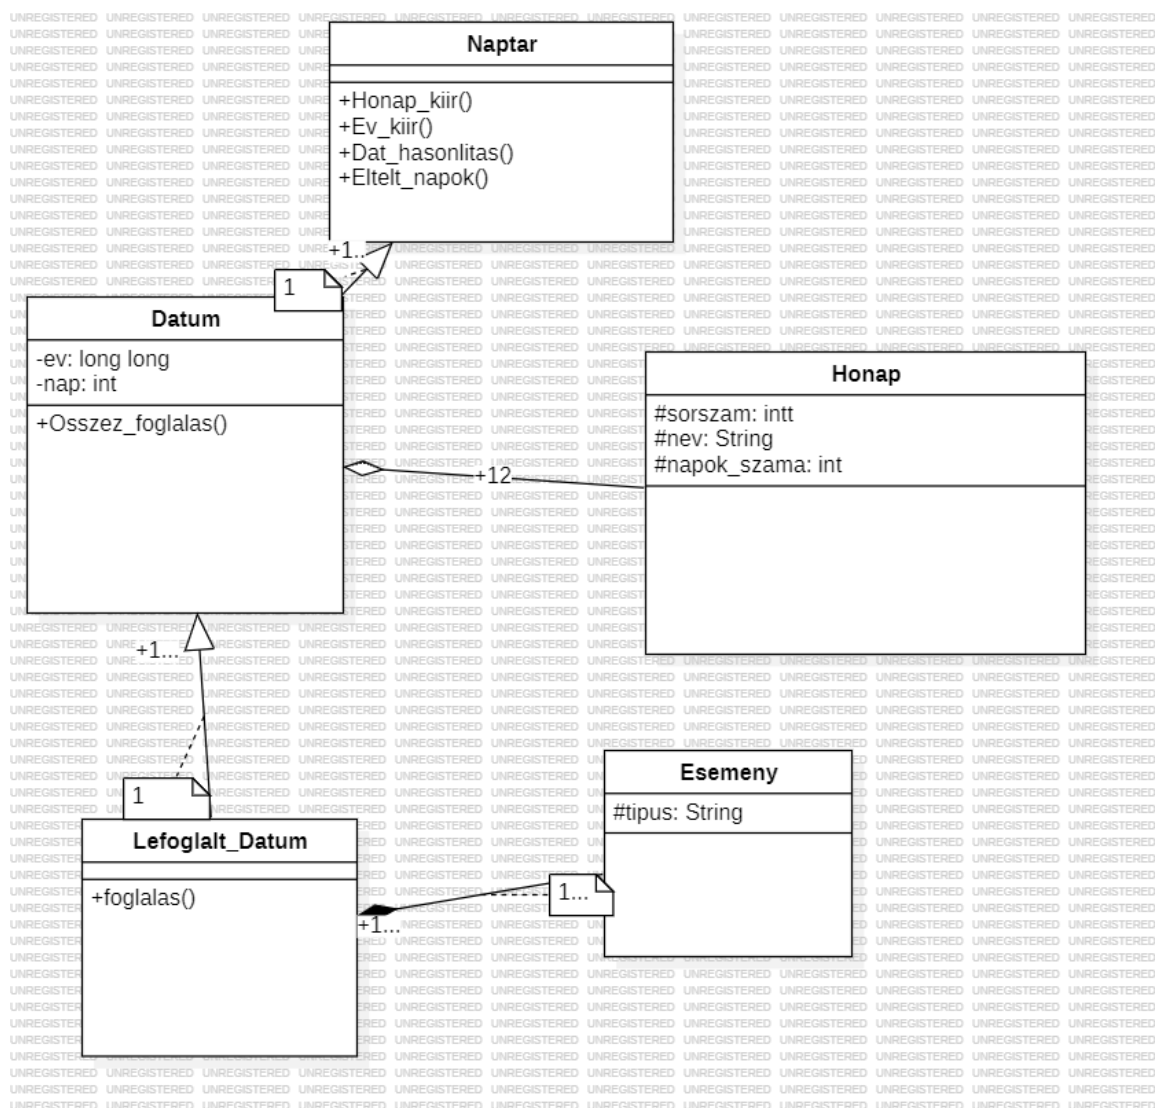 Naptar
+Honap_kiir()
+Ev_kiir()
+Dat_hasonlitas()
+Eltelt_napok()
+1..
1
Datum
-ev: long long
-nap: int
+Osszez_foglalas()
Honap
#sorszam: intt
#nev: String
#napok_szama: int
+12
+1...
1
Lefoglalt_Datum
+foglalas()
Esemeny
#tipus: String
1...
+1...
UNREGISTERED